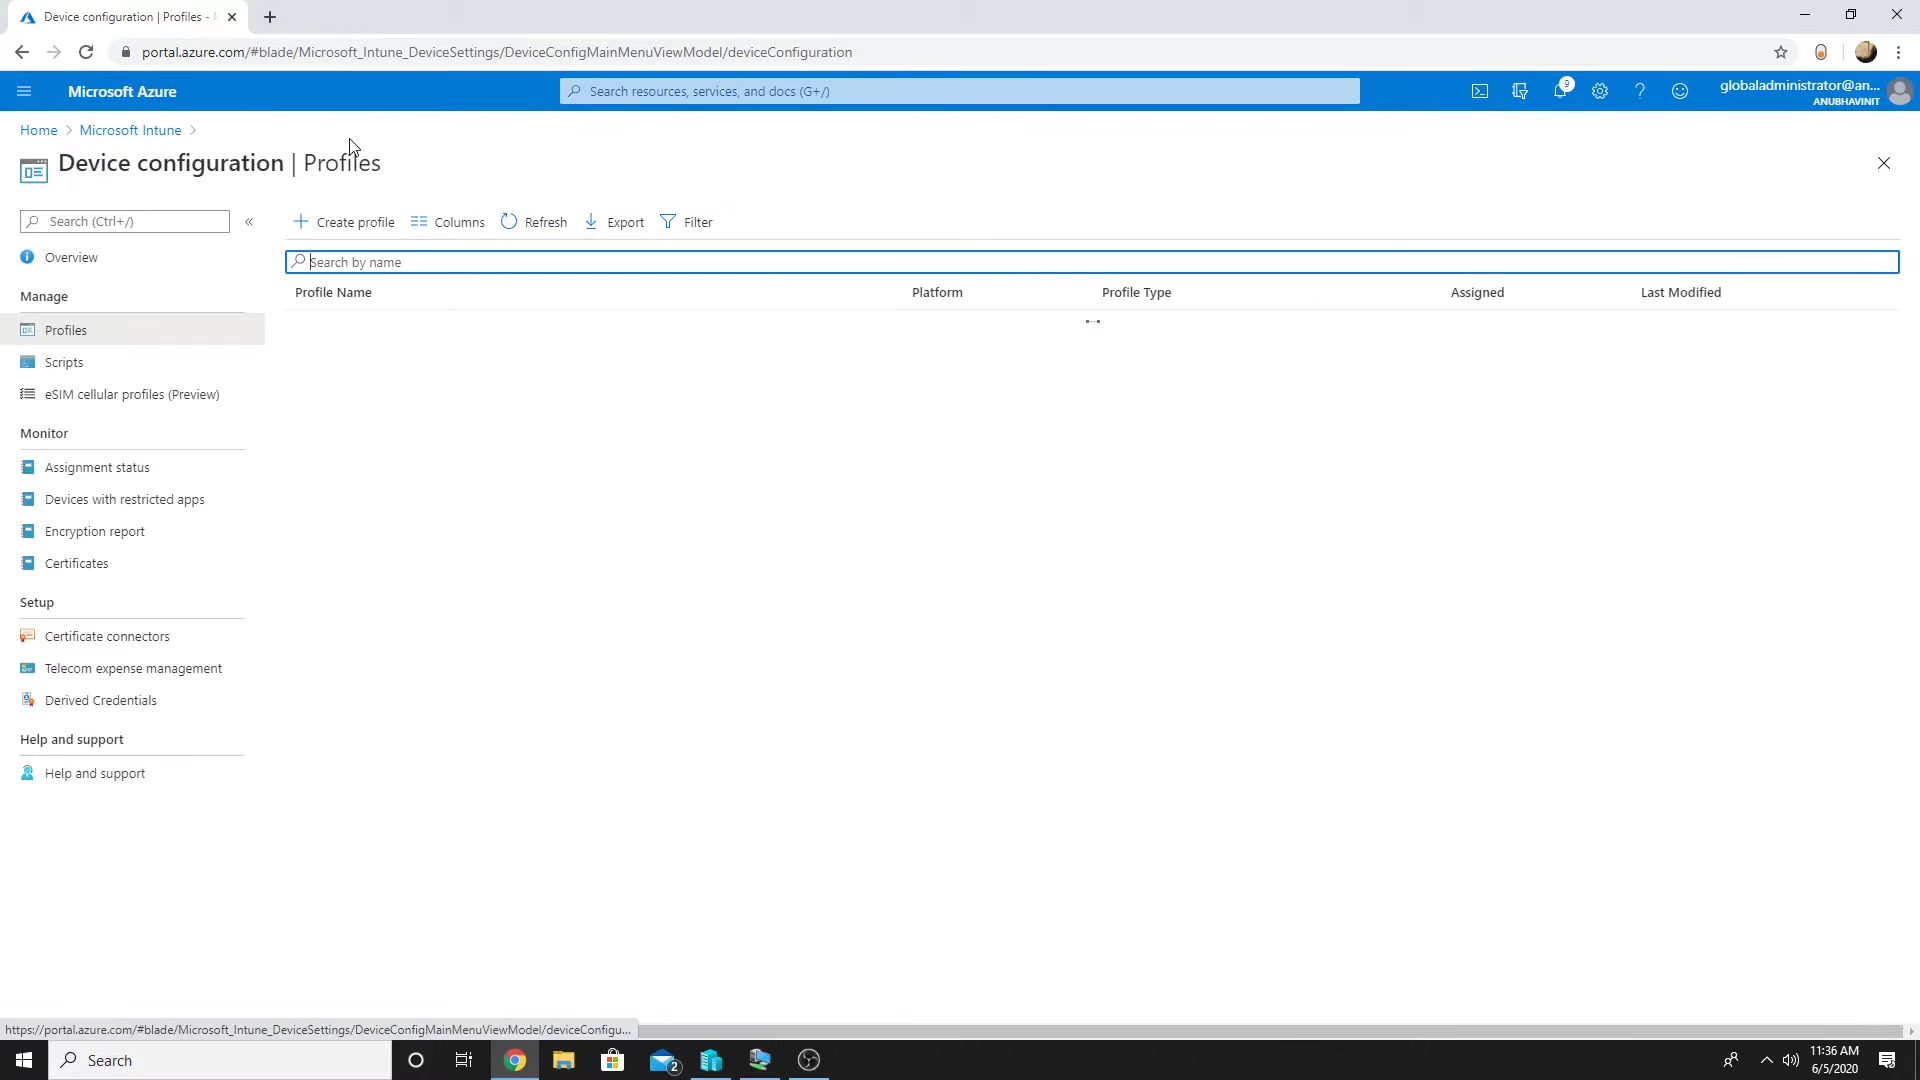 Device configuration | Profiles - M
portal.azure.com/#blade/Microsoft_Intune_DeviceSettings/DeviceConfigMainMenuViewModel/deviceConfiguration
Microsoft Azure
Search resources, services, and docs (G+/)
9
globaladministrator@an...
ANUBHAVINIT
Home > Microsoft Intune >
Device configuration | Profiles
Search (Ctrl+/)
«
Create profile
Columns
Refresh
Export
Filter
Search by name
Profile Name
Platform
Profile Type
Assigned
Last Modified
Overview
Manage
Profiles
Scripts
eSIM cellular profiles (Preview)
Monitor
Assignment status
Devices with restricted apps
Encryption report
Certificates
Setup
Certificate connectors
Telecom expense management
Derived Credentials
Help and support
Help and support
https://portal.azure.com/#blade/Microsoft_Intune_DeviceSettings/DeviceConfigMainMenuViewModel/deviceConfigu...
Search
2
11:36 AM
6/5/2020